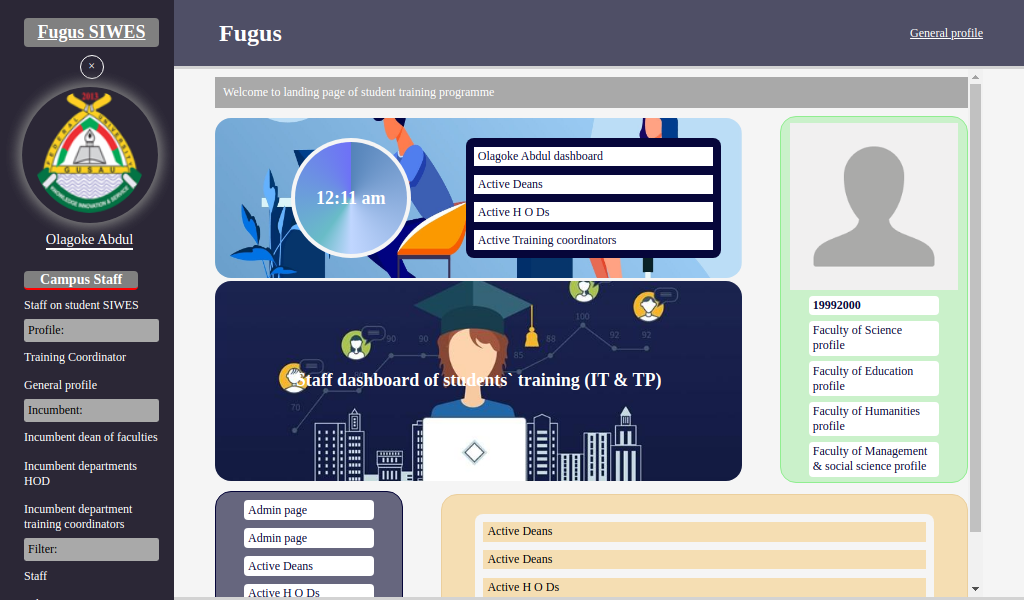 Fugus SIWES
×
2013
FEDERAL UNIVERSITY
GUSAU
KNOWLEDGE INNOVATION & SERVICE
Olagoke Abdul
Campus Staff
Staff on student SIWES
Profile:
Training Coordinator
General profile
Incumbent:
Incumbent dean of faculties
Incumbent departments
HOD
Incumbent department
training coordinators
Filter:
Staff
Fugus
General profile
Welcome to landing page of student training programme
12:11 am
Olagoke Abdul dashboard
Active Deans
Active H O Ds
Active Training coordinators
100
90
90
88
92
92
85
70
Staff dashboard of students` training (IT & TP)
19992000
Faculty of Science
profile
Faculty of Education
profile
Faculty of Humanities
profile
Faculty of Management
& social science profile
Admin page
Admin page
Active Deans
Active H O Ds
Active Deans
Active Deans
Active H O Ds